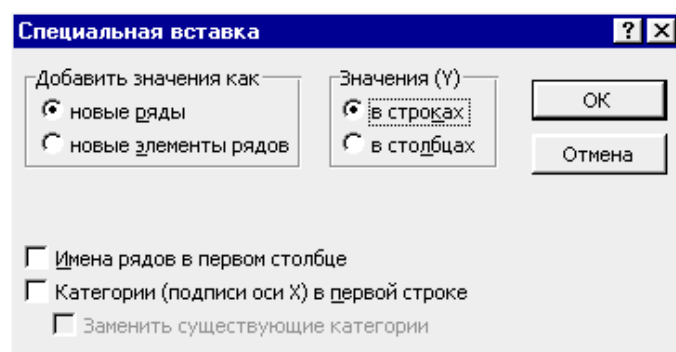 Специальная вставка
Добавить значения как
новые ряды
новые элементы рядов
Значения (Y)
в строках
в столбцах
ОК
Отмена
Имена рядов в первом столбце
Категории (подписи оси X) в первой строке
Заменить существующие категории